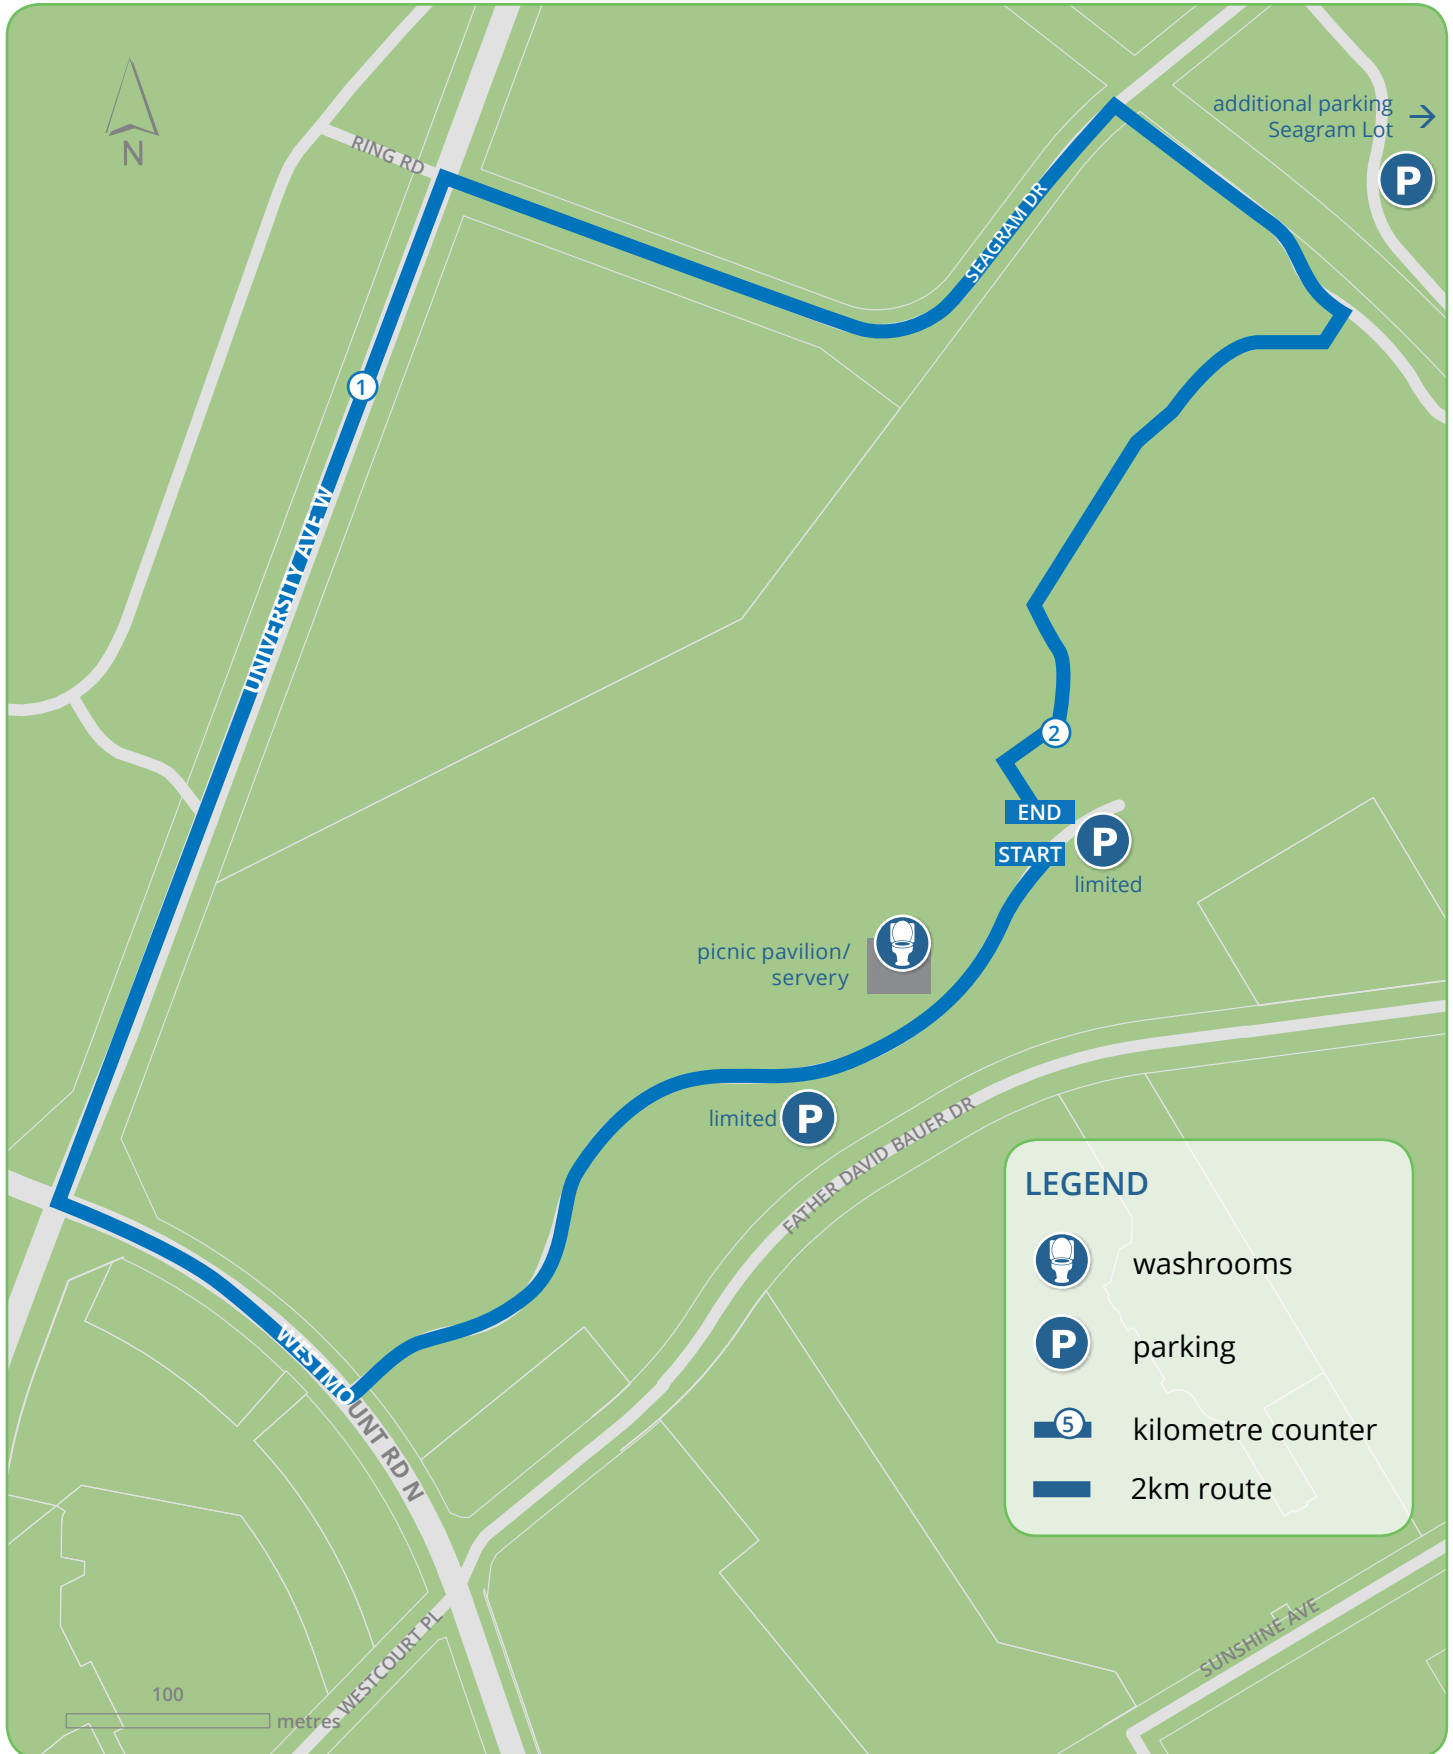 additional parking →
Seagram Lot
P
N
RING RD
SEAGRAM DR
1
UNIVERSITY AVE W
2
END
START
P
limited
picnic pavilion/
servery
limited P
FATHER DAVID BAUER DR
WESTMOUNT RD N
WESTCOURT PL
SUNSHINE AVE
LEGEND
washrooms
P parking
5 kilometre counter
2km route
100
metres